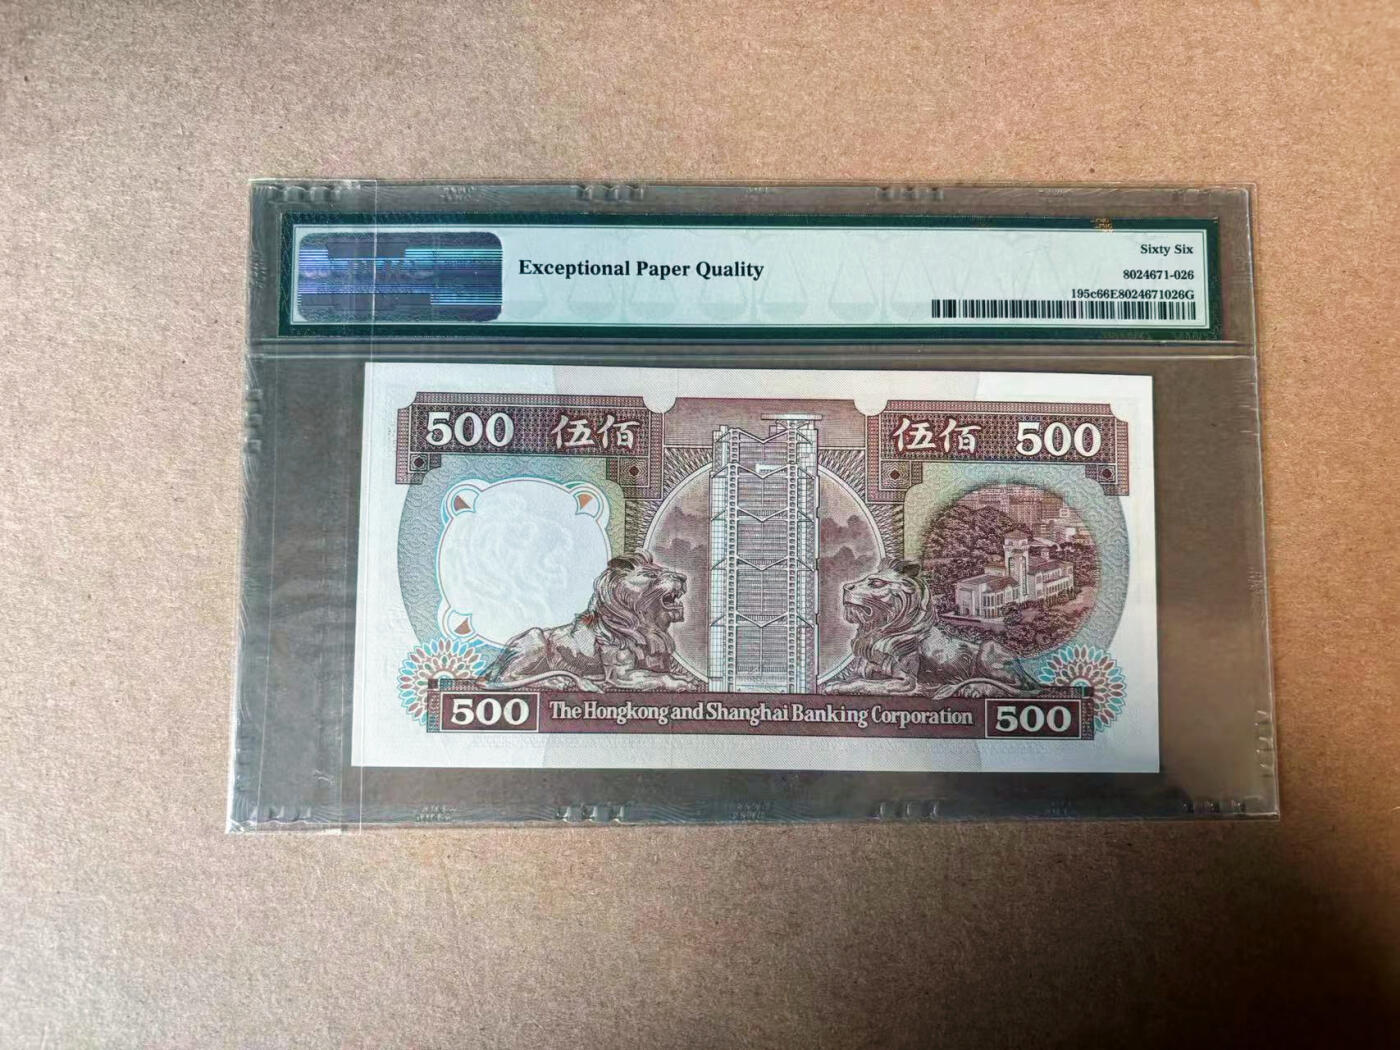 Exceptional Paper Quality
Sixty Six
8024671-026
195c66E8024671026G
500 伍佰
伍佰 500
500 The Hongkong and Shanghai Banking Corporation 500